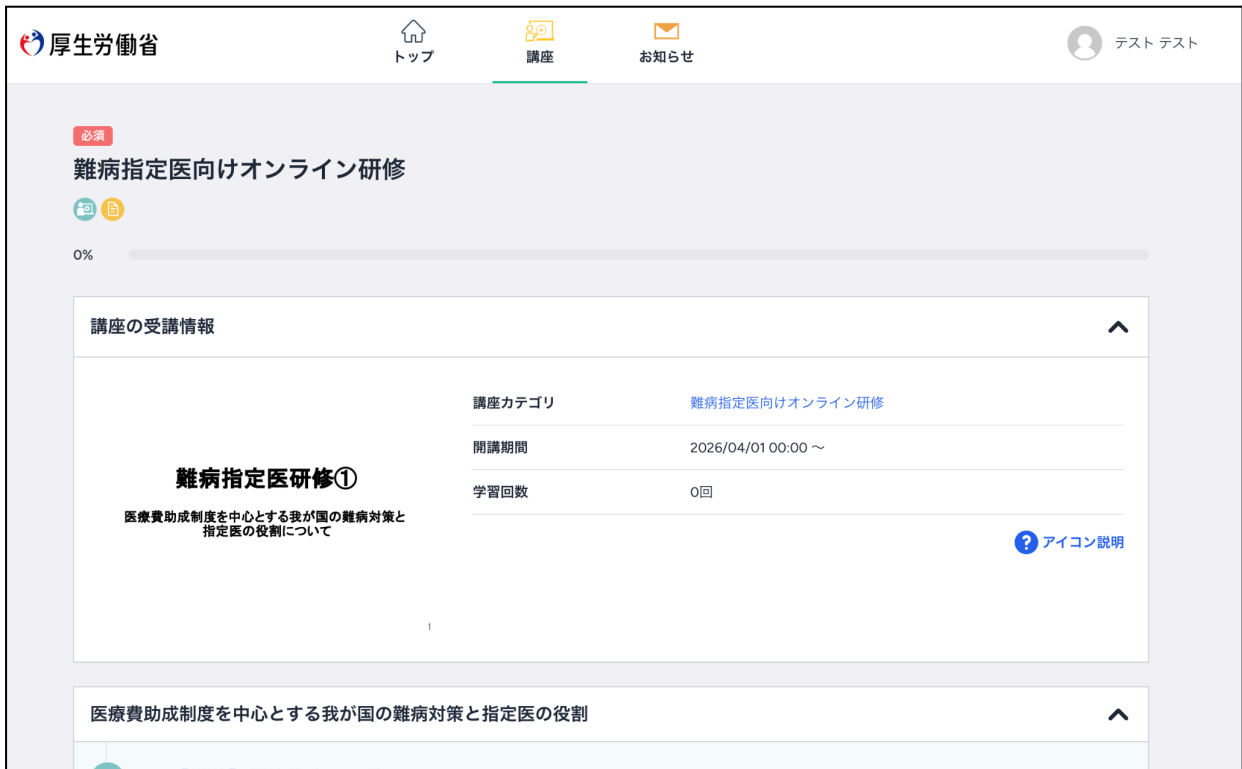 厚生労働省
トップ
講座
お知らせ
テスト テスト
必須
難病指定医向けオンライン研修
0%
講座の受講情報
難病指定医研修①
医療費助成制度を中心とする我が国の難病対策と
指定医の役割について
1
講座カテゴリ 難病指定医向けオンライン研修
開講期間 2026/04/01 00:00 ～
学習回数 0回
? アイコン説明
医療費助成制度を中心とする我が国の難病対策と指定医の役割